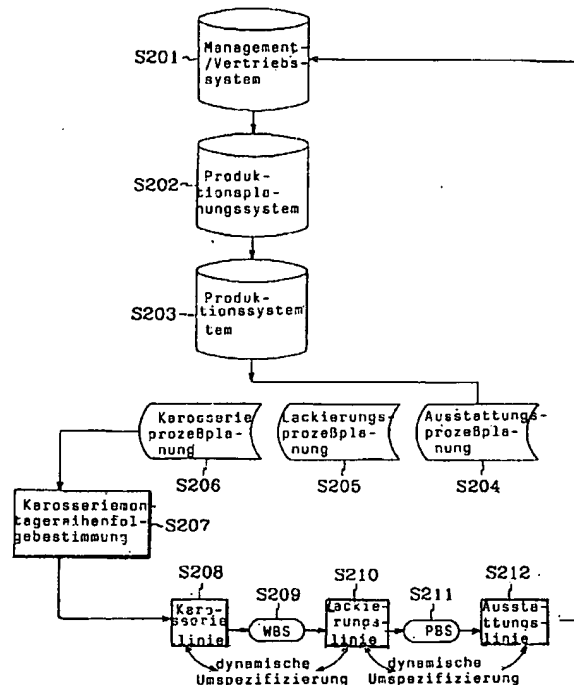 S201
Management-
/Vertriebs-
system
S202
Produk-
tionspla-
nungssystem
S203
Produk-
tionssystem
tem
Karosserie
prozeßpla-
nung
Lackierungs-
prozeßpla-
nung
Ausstattungs-
prozeßpla-
nung
S206
S205
S204
Karosseriemon
tagereihenfol-
gebestimmung
S207
S208
S209
S210
S211
S212
Karo-
sserie
linie
WBS
Lackie-
rungs-
linie
PBS
Ausstat-
tungs-
linie
dynamische
Umspezifizierung
dynamische
Umspezifizierung